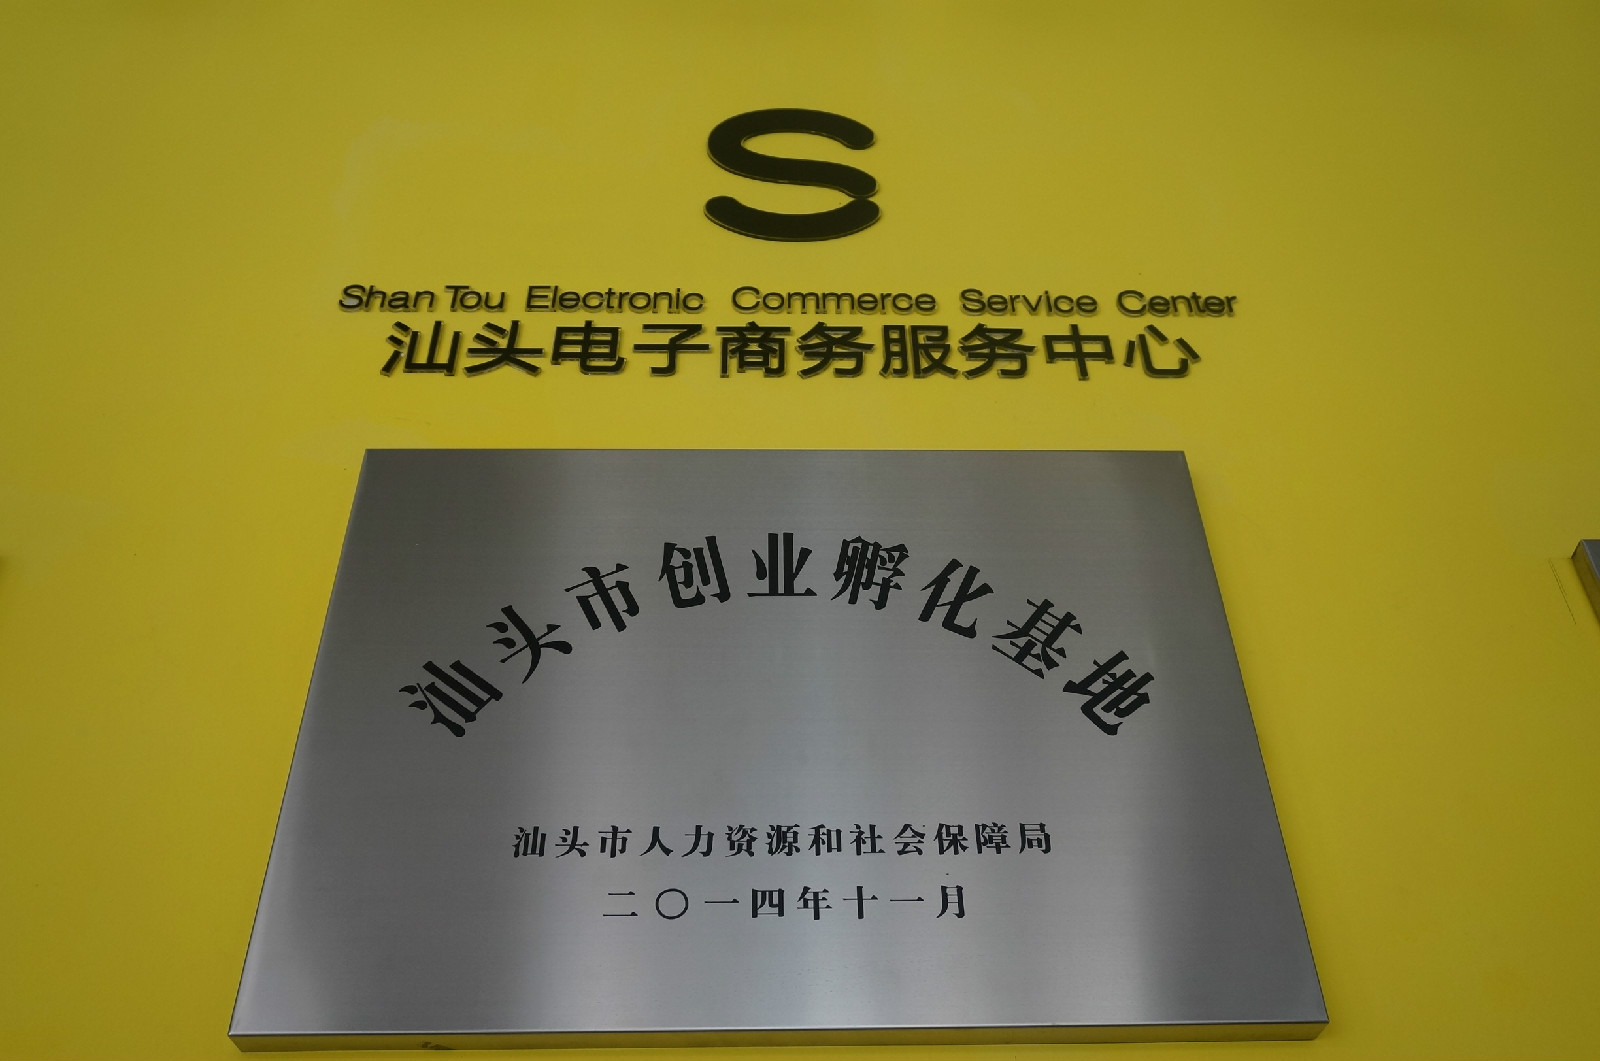 S
Shan Tou Electronic Commerce Service Center
汕头电子商务服务中心
汕头市创业孵化基地
汕头市人力资源和社会保障局
二〇一四年十一月